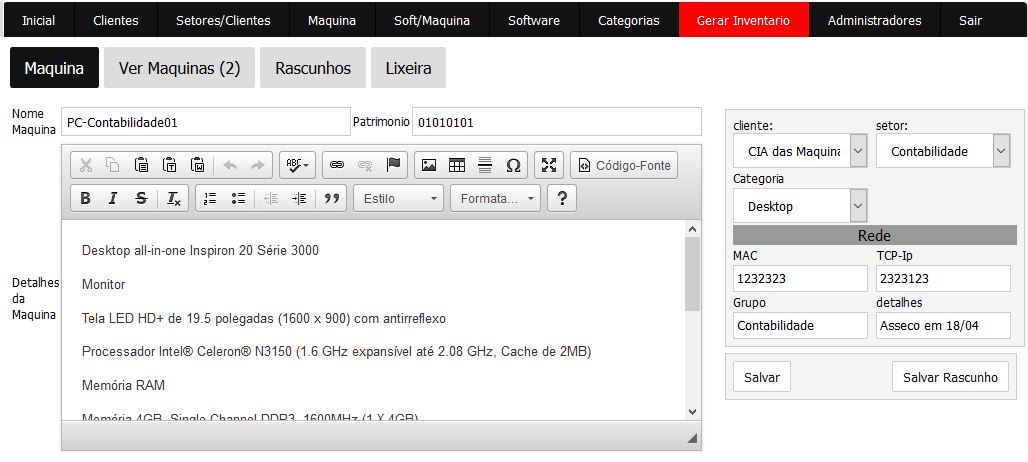 Inicial Clientes Setores/Clientes Maquina Soft/Maquina Software Categorias Gerar Inventario Administradores Sair
Maquina Ver Maquinas (2) Rascunhos Lixeira
Nome Maquina PC-Contabilidade01 Patrimonio 01010101
ABC Ω Código-Fonte
B I S Ix Estilo Formata... ?
Detalhes da Maquina
Desktop all-in-one Inspiron 20 Série 3000
Monitor
Tela LED HD+ de 19.5 polegadas (1600 x 900) com antirreflexo
Processador Intel® Celeron® N3150 (1.6 GHz expansível até 2.08 GHz, Cache de 2MB)
Memória RAM
Memória 4GB, Single Channel DDR3, 1600MHz (1 X 4GB)
cliente: setor:
CIA das Maquina Contabilidade
Categoria
Desktop
Rede
MAC TCP-Ip
1232323 2323123
Grupo detalhes
Contabilidade Asseco em 18/04
Salvar Salvar Rascunho